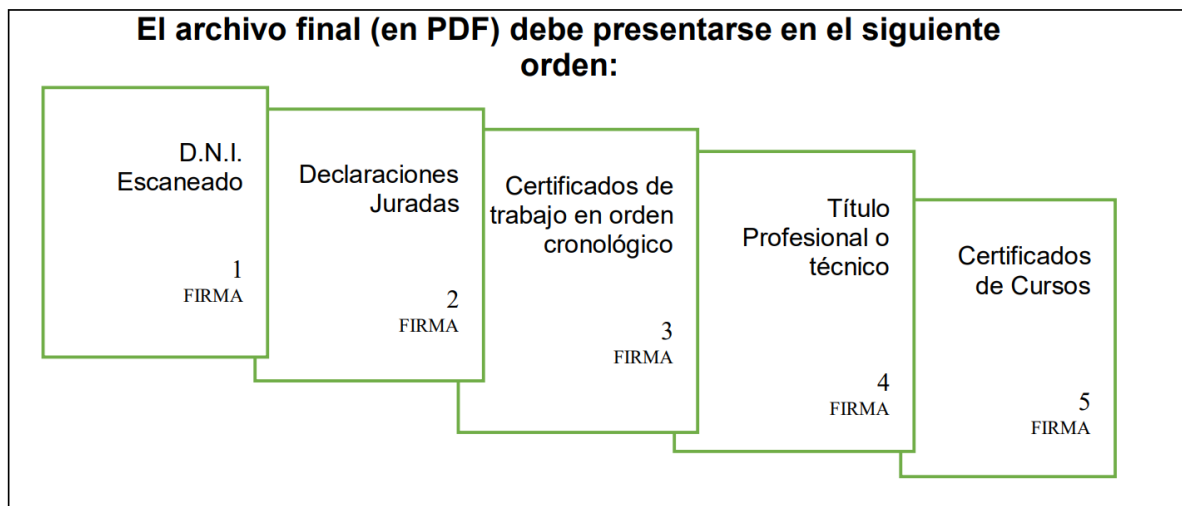 El archivo final (en PDF) debe presentarse en el siguiente
orden:
D.N.I.
Escaneado
1
FIRMA
Declaraciones
Juradas
2
FIRMA
Certificados de
trabajo en orden
cronológico
3
FIRMA
Título
Profesional o
técnico
4
FIRMA
Certificados
de Cursos
5
FIRMA